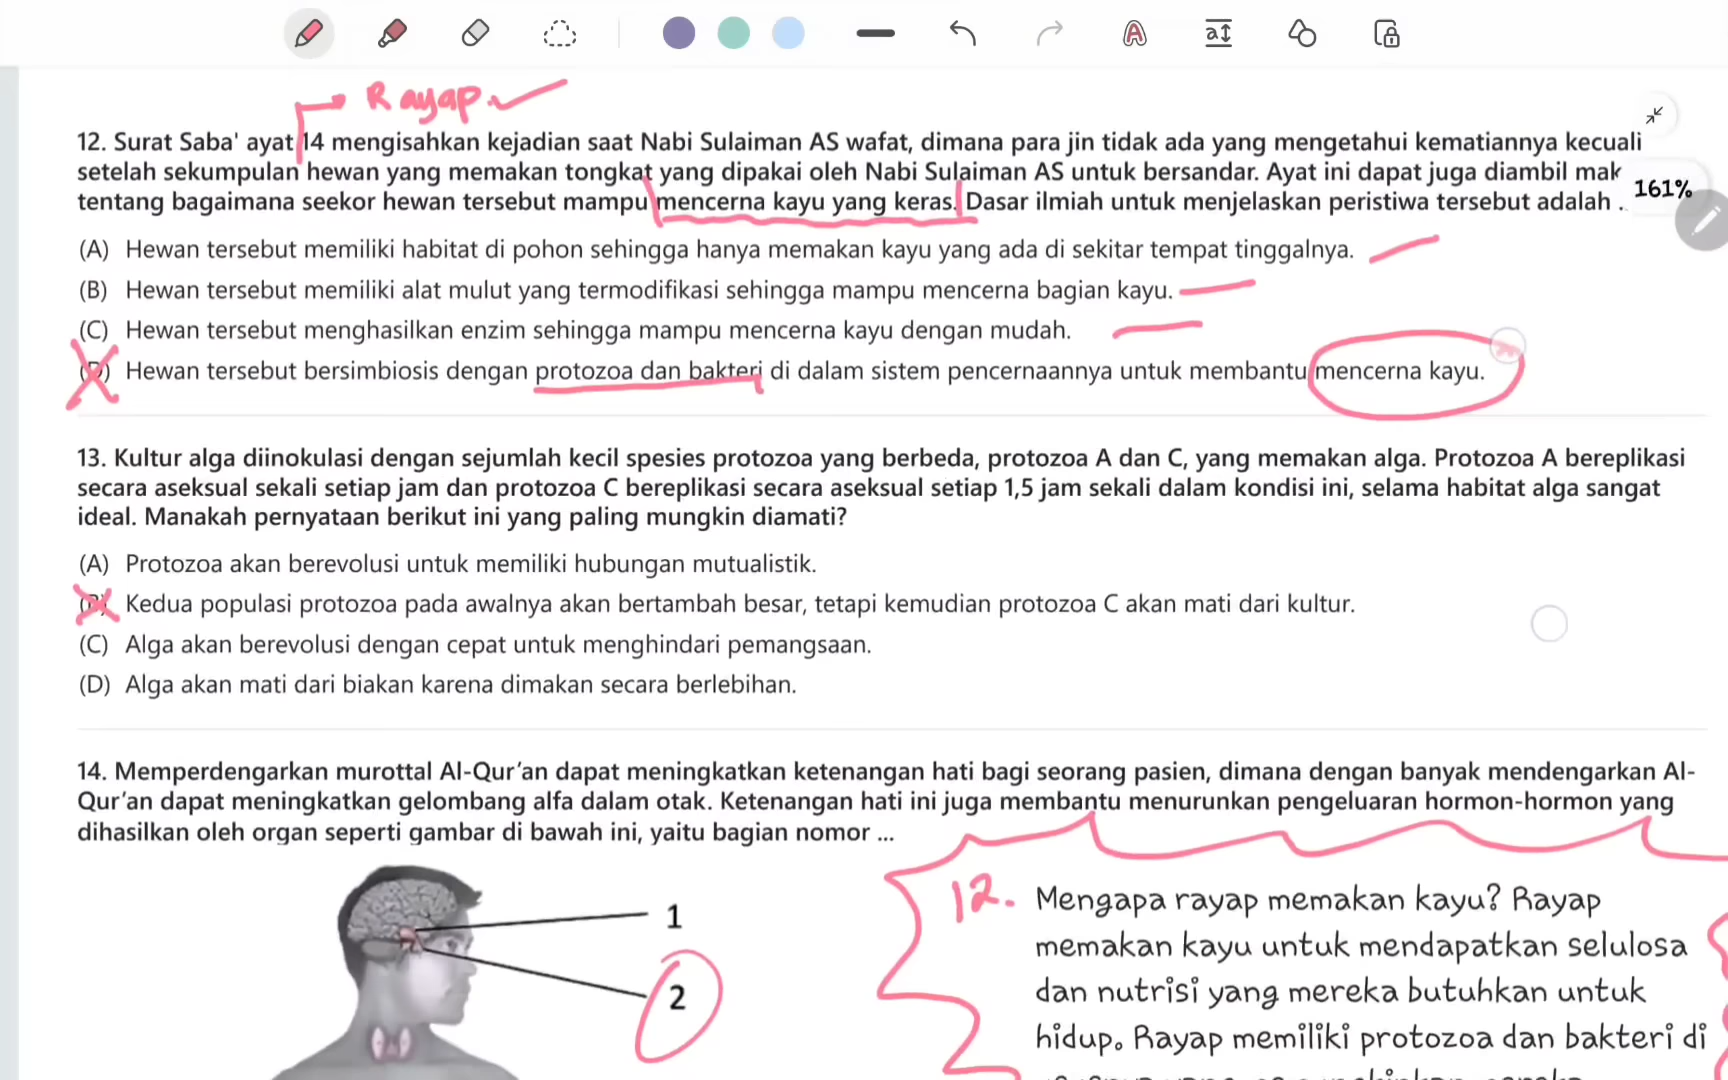 Rayap
12. Surat Saba' ayat 14 mengisahkan kejadian saat Nabi Sulaiman AS wafat, dimana para jin tidak ada yang mengetahui kematiannya kecuali
setelah sekumpulan hewan yang memakan tongkat yang dipakai oleh Nabi Sulaiman AS untuk bersandar. Ayat ini dapat juga diambil mak
161%
tentang bagaimana seekor hewan tersebut mampu mencerna kayu yang keras. Dasar ilmiah untuk menjelaskan peristiwa tersebut adalah .
(A) Hewan tersebut memiliki habitat di pohon sehingga hanya memakan kayu yang ada di sekitar tempat tinggalnya.
(B) Hewan tersebut memiliki alat mulut yang termodifikasi sehingga mampu mencerna bagian kayu.
(C) Hewan tersebut menghasilkan enzim sehingga mampu mencerna kayu dengan mudah.
Hewan tersebut bersimbiosis dengan protozoa dan bakteri di dalam sistem pencernaannya untuk membantu mencerna kayu.
13. Kultur alga diinokulasi dengan sejumlah kecil spesies protozoa yang berbeda, protozoa A dan C, yang memakan alga. Protozoa A bereplikasi
secara aseksual sekali setiap jam dan protozoa C bereplikasi secara aseksual setiap 1,5 jam sekali dalam kondisi ini, selama habitat alga sangat
ideal. Manakah pernyataan berikut ini yang paling mungkin diamati?
(A) Protozoa akan berevolusi untuk memiliki hubungan mutualistik.
Kedua populasi protozoa pada awalnya akan bertambah besar, tetapi kemudian protozoa C akan mati dari kultur.
(C) Alga akan berevolusi dengan cepat untuk menghindari pemangsaan.
(D) Alga akan mati dari biakan karena dimakan secara berlebihan.
14. Memperdengarkan murottal Al-Qur'an dapat meningkatkan ketenangan hati bagi seorang pasien, dimana dengan banyak mendengarkan Al-
Qur'an dapat meningkatkan gelombang alfa dalam otak. Ketenangan hati ini juga membantu menurunkan pengeluaran hormon-hormon yang
dihasilkan oleh organ seperti gambar di bawah ini, yaitu bagian nomor ...
1
2
12. Mengapa rayap memakan kayu? Rayap
memakan kayu untuk mendapatkan selulosa
dan nutrisi yang mereka butuhkan untuk
hidup. Rayap memiliki protozoa dan bakteri di